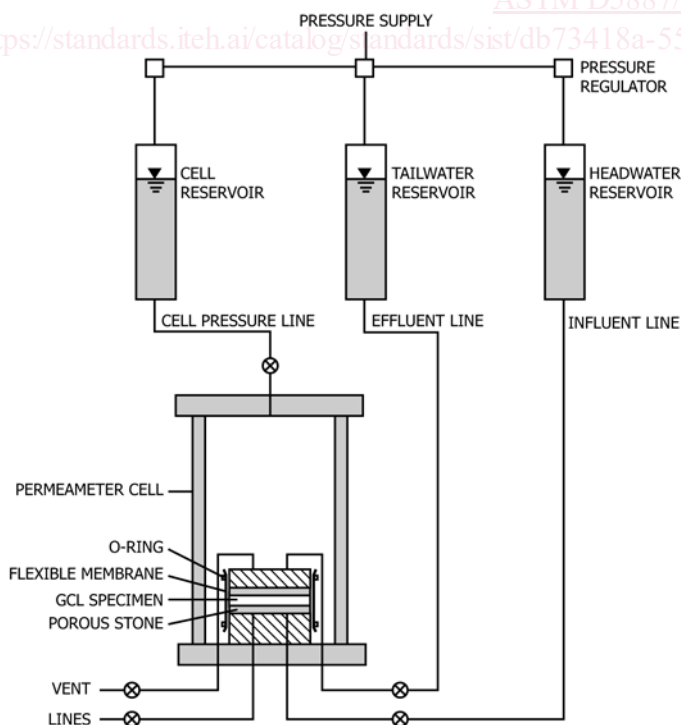 ASTM D5887/
ps://standards.iteh.ai/catalog/standards/sist/db73418a-55
PRESSURE SUPPLY
PRESSURE
REGULATOR
CELL
RESERVOIR
TAILWATER
RESERVOIR
HEADWATER
RESERVOIR
CELL PRESSURE LINE
EFFLUENT LINE
INFLUENT LINE
PERMEAMETER CELL
O-RING
FLEXIBLE MEMBRANE
GCL SPECIMEN
POROUS STONE
VENT
LINES